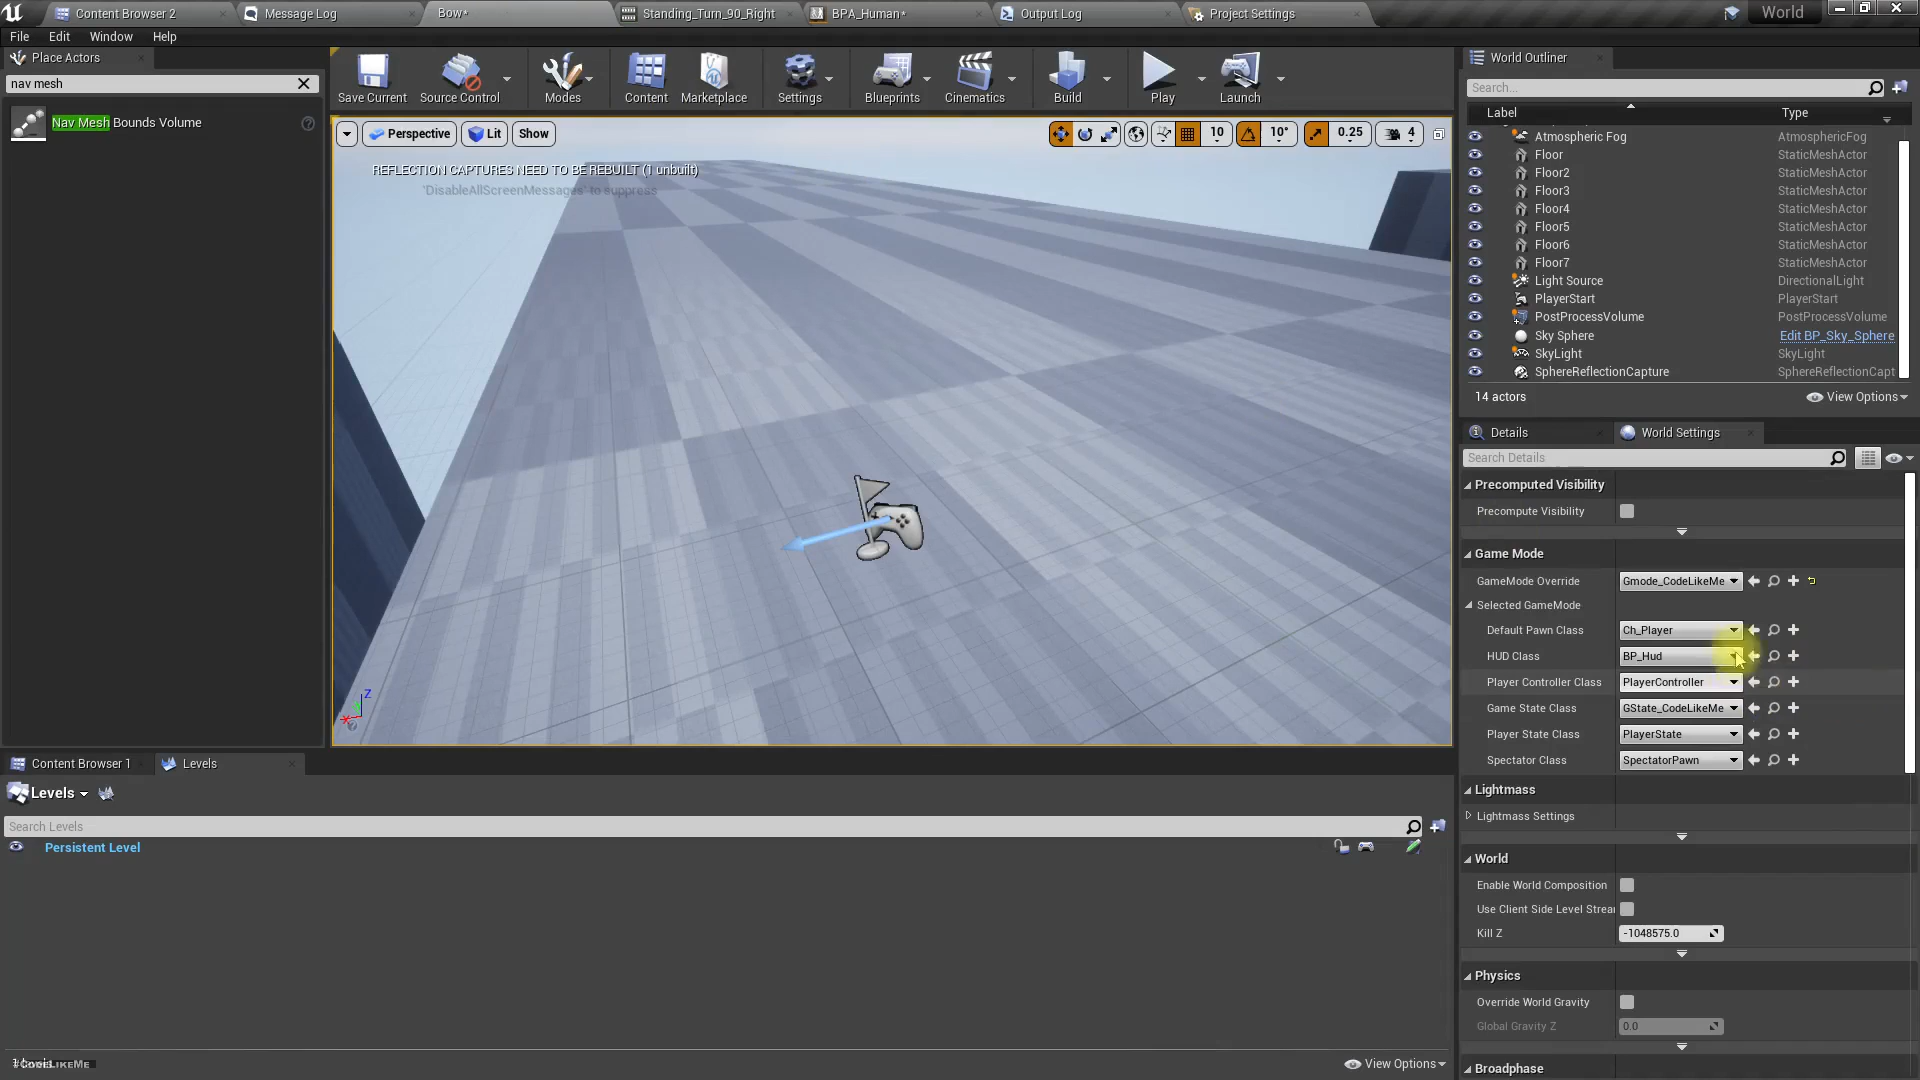 Content Browser 2
Message Log
Bow*
Standing_Turn_90_Right
BPA_Human*
Output Log
Project Settings
World
File Edit Window Help
Place Actors
nav mesh
Nav Mesh Bounds Volume
Save Current
Source Control
Modes
Content
Marketplace
Settings
Blueprints
Cinematics
Build
Play
Launch
Perspective
Lit
Show
10
10°
0.25
4
REFLECTION CAPTURES NEED TO BE REBUILT (1 unbuilt)
'DisableAllScreenMessages' to suppress
Z
World Outliner
Search...
Label Type
Atmospheric Fog AtmosphericFog
Floor StaticMeshActor
Floor2 StaticMeshActor
Floor3 StaticMeshActor
Floor4 StaticMeshActor
Floor5 StaticMeshActor
Floor6 StaticMeshActor
Floor7 StaticMeshActor
Light Source DirectionalLight
PlayerStart PlayerStart
PostProcessVolume PostProcessVolume
Sky Sphere Edit BP_Sky_Sphere
SkyLight SkyLight
SphereReflectionCapture SphereReflectionCapt
14 actors
View Options
Details
World Settings
Search Details
Precomputed Visibility
Precompute Visibility
Game Mode
GameMode Override Gmode_CodeLikeMe
Selected GameMode
Default Pawn Class Ch_Player
HUD Class BP_Hud
Player Controller Class PlayerController
Game State Class GState_CodeLikeMe
Player State Class PlayerState
Spectator Class SpectatorPawn
Lightmass
Lightmass Settings
World
Enable World Composition
Use Client Side Level Strea
Kill Z -1048575.0
Physics
Override World Gravity
Global Gravity Z 0.0
Broadphase
Content Browser 1
Levels
Levels
Search Levels
Persistent Level
#CODELIKEME
View Options